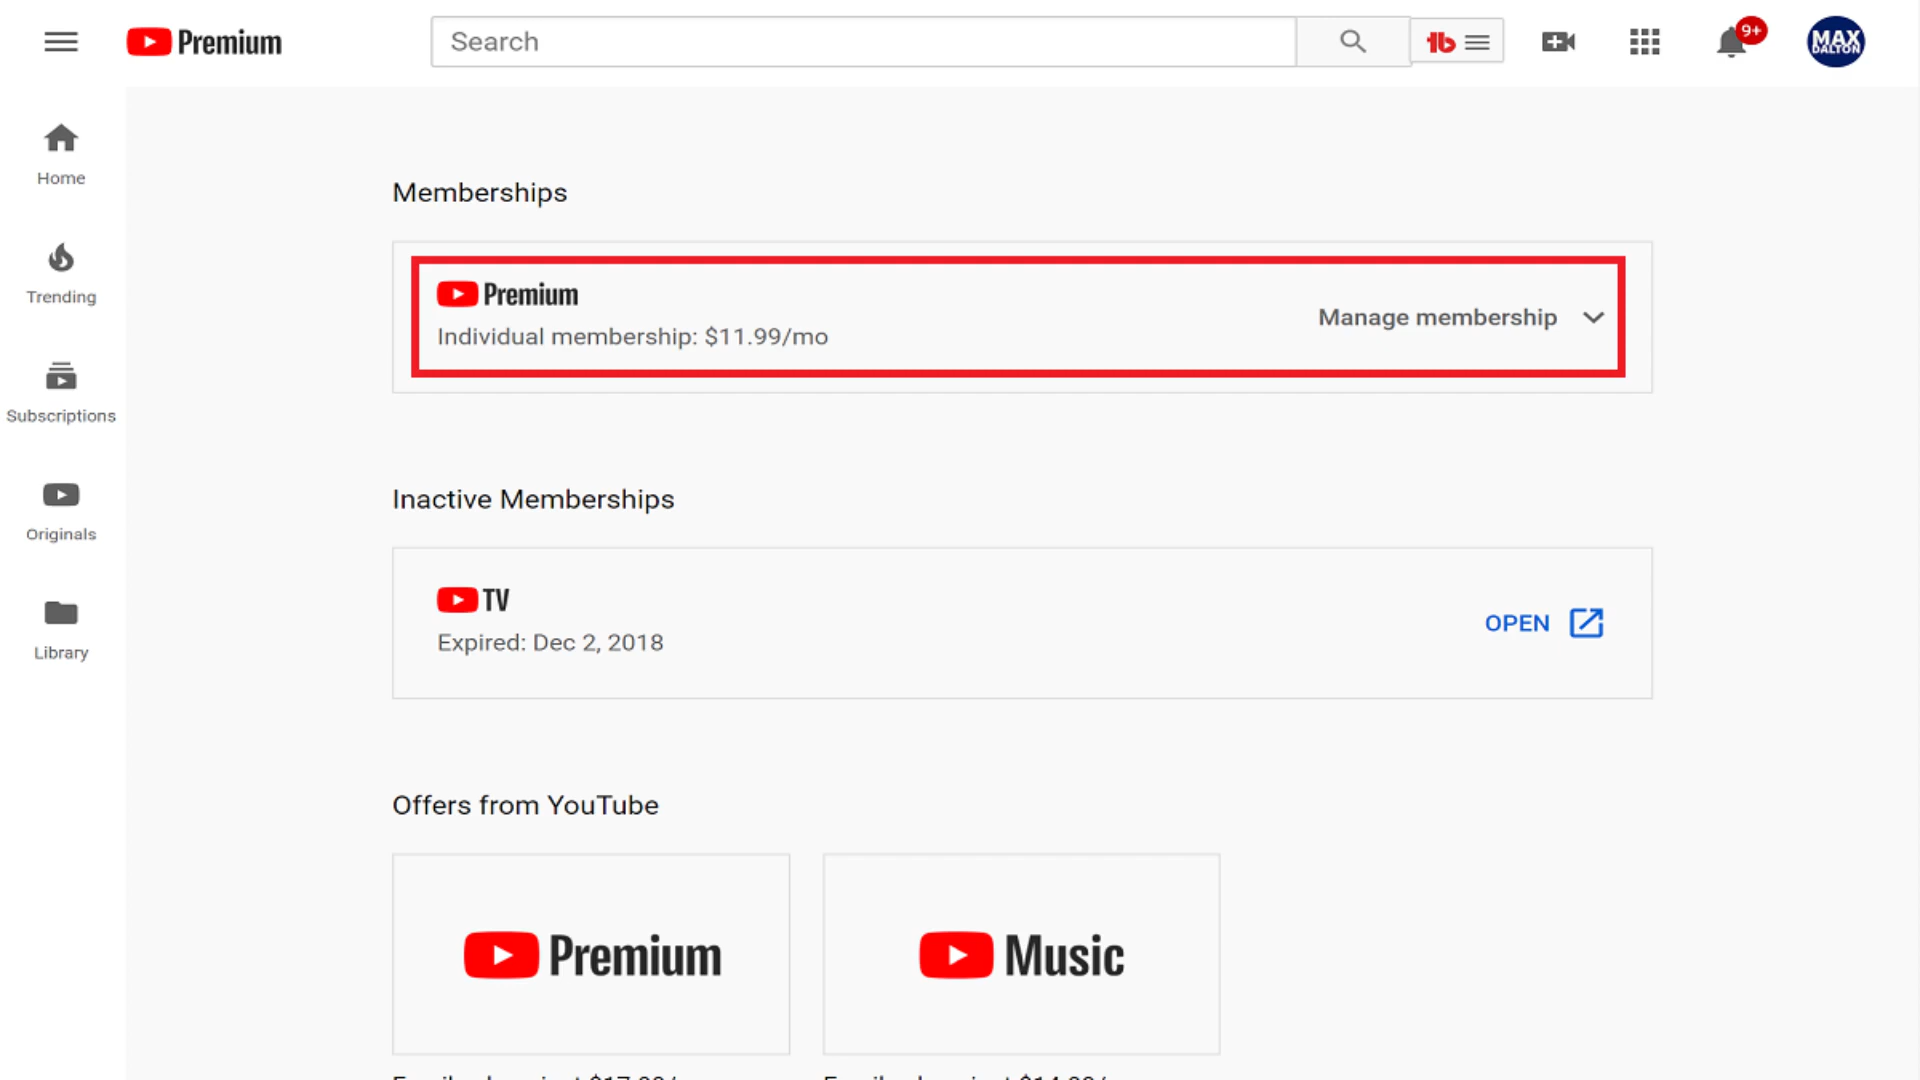 Premium
Search
9+
MAX
DALTON
Home
Trending
Subscriptions
Originals
Library
Memberships
Premium
Individual membership: $11.99/mo
Manage membership
Inactive Memberships
TV
Expired: Dec 2, 2018
OPEN
Offers from YouTube
Premium
Music